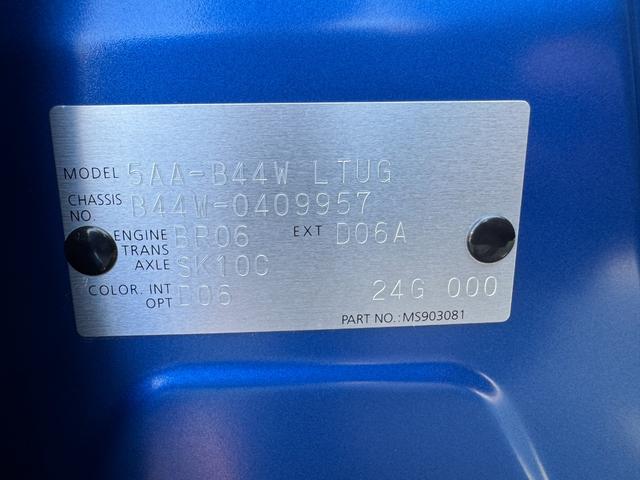 MODEL 5AA-B44W LTUG
CHASSIS NO. B44W-0409957
ENGINE BR06 EXT D06A
TRANS AXLE SK10C
COLOR. INT D06 24G 000
OPT
PART NO.:MS903081